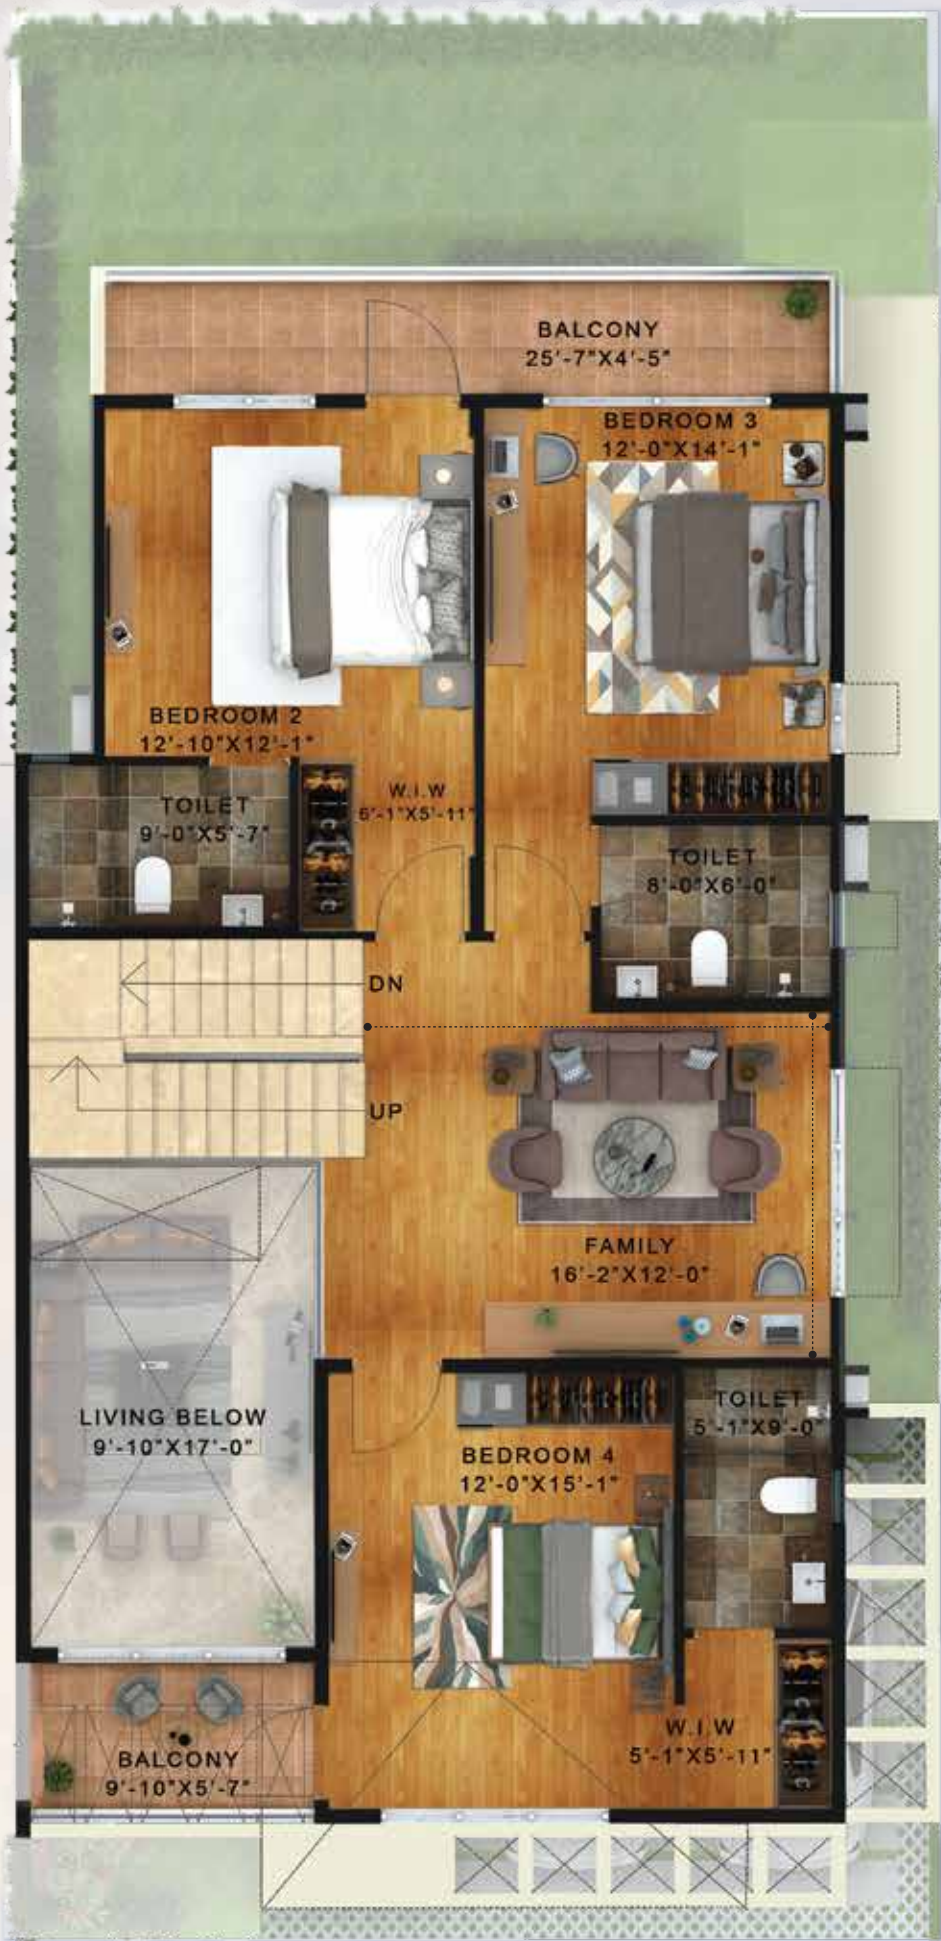 BALCONY
25'-7"X4'-5"
BEDROOM 3
12'-0"X14'-1"
BEDROOM 2
12'-10"X12'-1"
W.I.W
6'-1"X5'-11"
TOILET
9'-0"X5'-7"
TOILET
8'-0"X6'-0"
DN
UP
FAMILY
16'-2"X12'-0"
LIVING BELOW
9'-10"X17'-0"
TOILET
5'-1"X9'-0"
BEDROOM 4
12'-0"X15'-1"
W.I.W
5'-1"X5'-11"
BALCONY
9'-10"X5'-7"